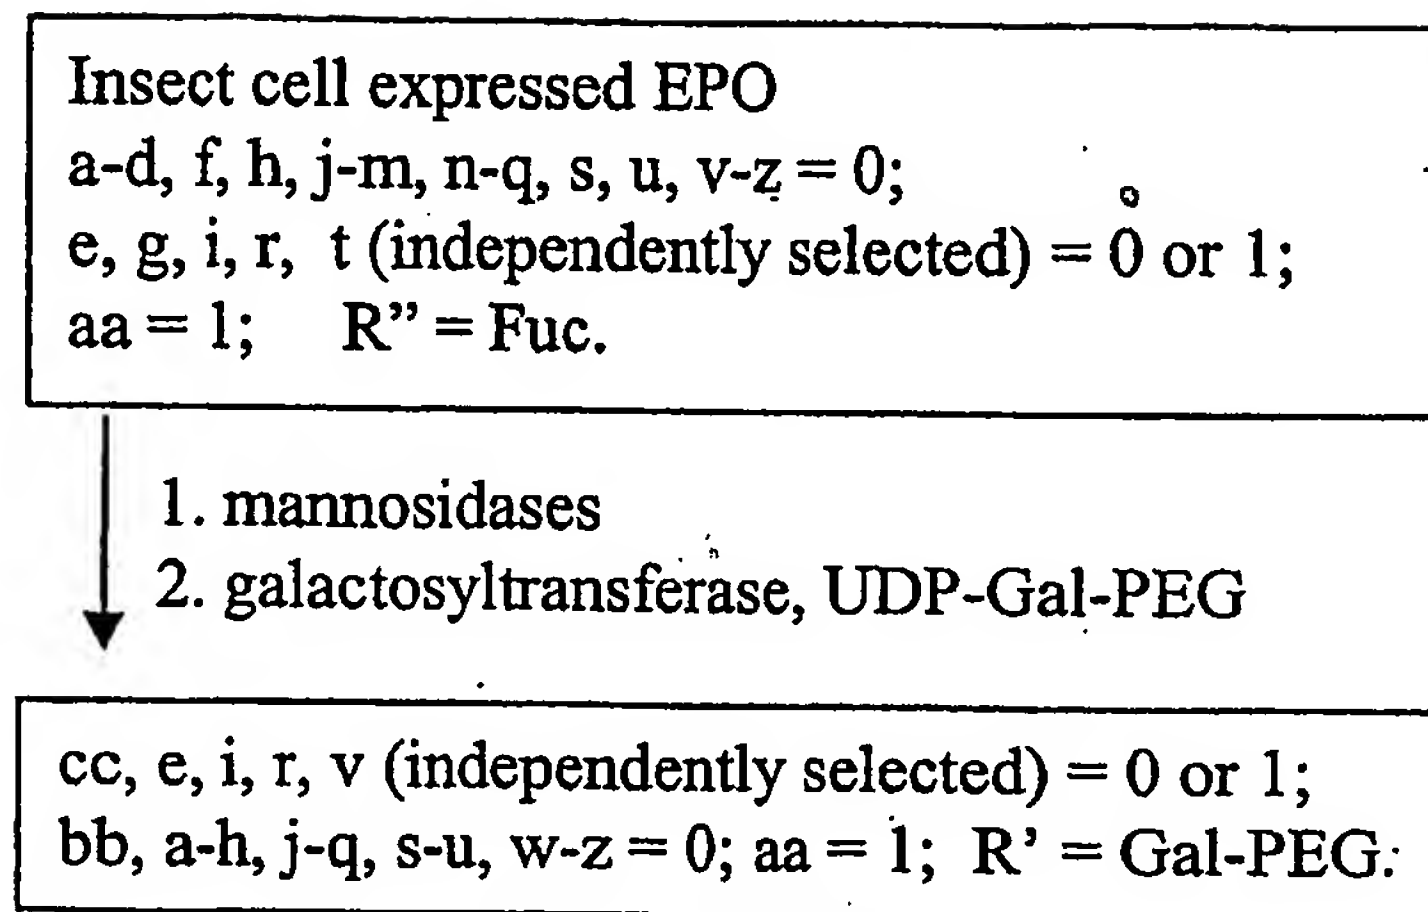 Insect cell expressed EPO
a-d, f, h, j-m, n-q, s, u, v-z = 0;
e, g, i, r, t (independently selected) = 0 or 1;
aa = 1; R” = Fuc.
1. mannosidases
2. galactosyltransferase, UDP-Gal-PEG
cc, e, i, r, v (independently selected) = 0 or 1;
bb, a-h, j-q, s-u, w-z = 0; aa = 1; R’ = Gal-PEG.